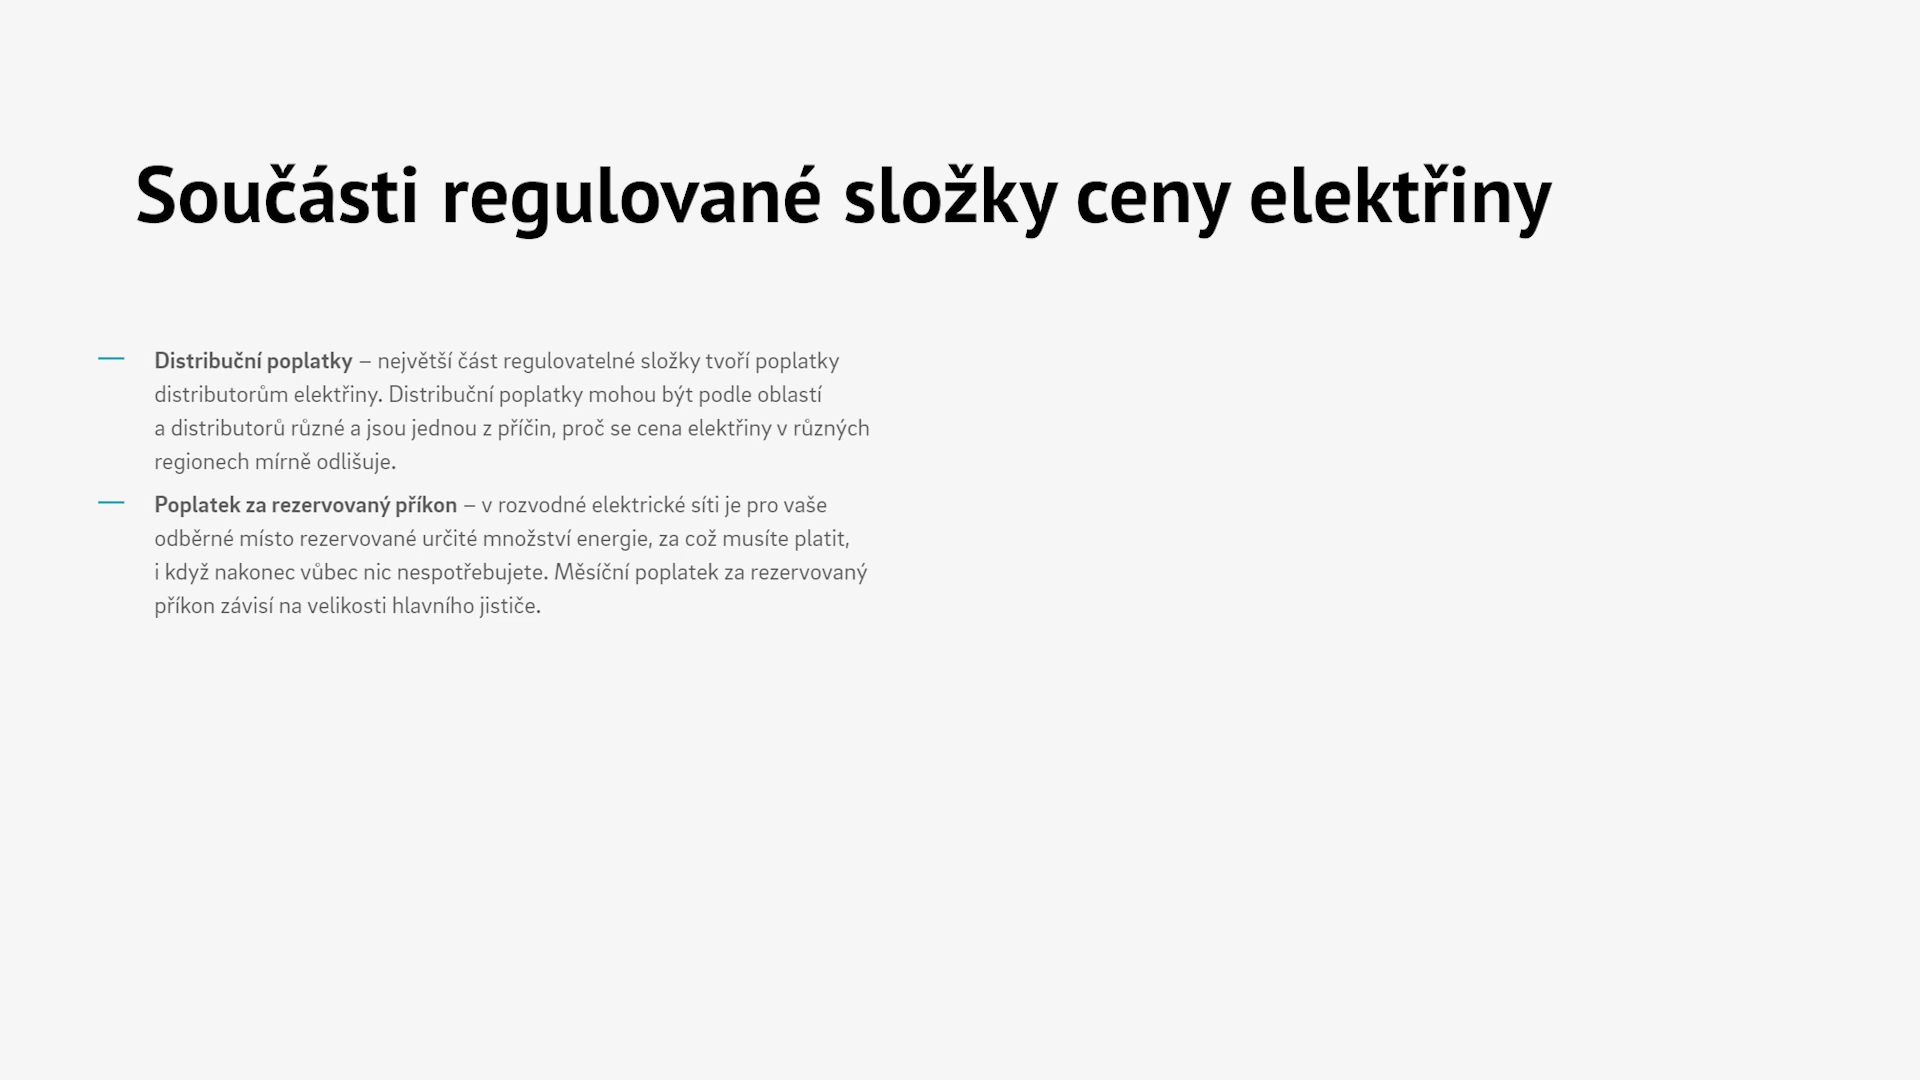 Součásti regulované složky ceny elektřiny
Distribuční poplatky – největší část regulovatelné složky tvoří poplatky
distributorům elektřiny. Distribuční poplatky mohou být podle oblastí
a distributorů různé a jsou jednou z příčin, proč se cena elektřiny v různých
regionech mírně odlišuje.
Poplatek za rezervovaný příkon – v rozvodné elektrické síti je pro vaše
odběrné místo rezervované určité množství energie, za což musíte platit,
i když nakonec vůbec nic nespotřebujete. Měsíční poplatek za rezervovaný
příkon závisí na velikosti hlavního jističe.